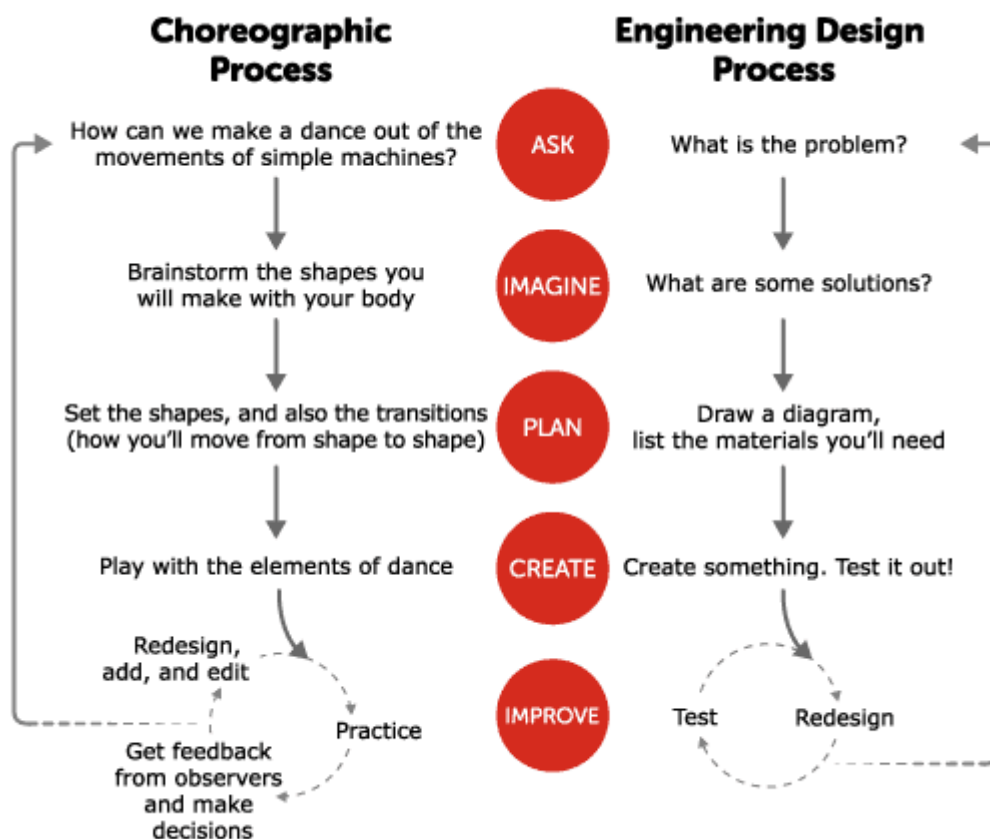 Choreographic
Process
Engineering Design
Process
How can we make a dance out of the
movements of simple machines?
ASK
What is the problem?
Brainstorm the shapes you
will make with your body
IMAGINE
What are some solutions?
Set the shapes, and also the transitions
(how you'll move from shape to shape)
PLAN
Draw a diagram,
list the materials you'll need
Play with the elements of dance
CREATE
Create something. Test it out!
Redesign,
add, and edit
Practice
Get feedback
from observers
and make
decisions
IMPROVE
Test
Redesign